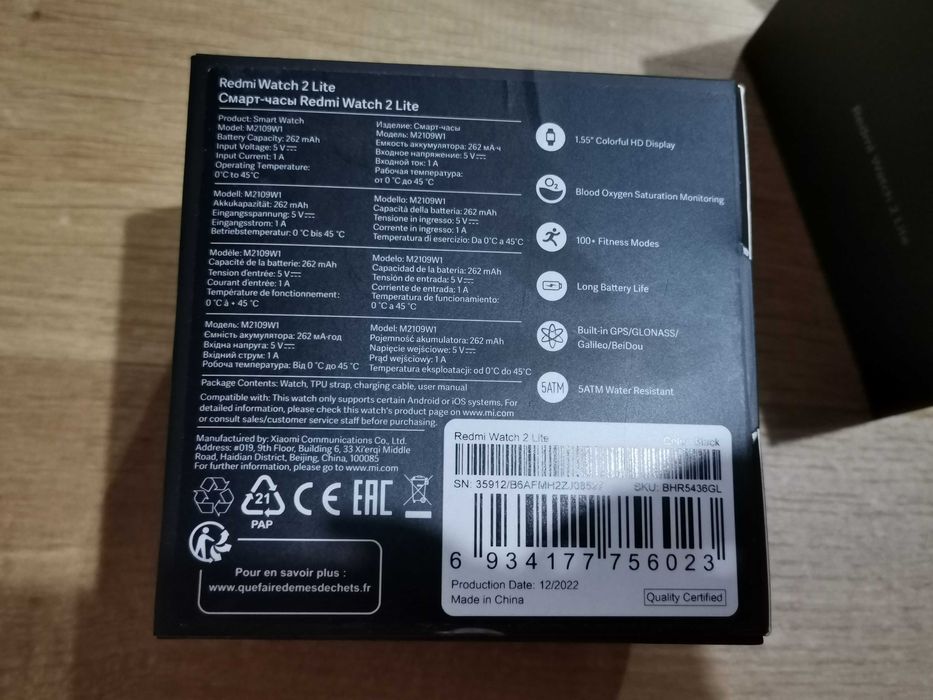 Redmi Watch 2 Lite
Смарт-часы Redmi Watch 2 Lite
Product: Smart Watch
Model: M2109W1
Battery Capacity: 262 mAh
Input Voltage: 5 V⎓
Input Current: 1 A
Operating Temperature:
0°C to 45°C
Изделие: Смарт-часы
Модель: M2109W1
Емкость аккумулятора: 262 мА·ч
Входное напряжение: 5 V⎓
Входной ток: 1 A
Рабочая температура:
от 0 °C до 45 °C
Modell: M2109W1
Akkukapazität: 262 mAh
Eingangsspannung: 5 V⎓
Eingangsstrom: 1 A
Betriebstemperatur: 0 °C bis 45 °C
Modello: M2109W1
Capacità della batteria: 262 mAh
Tensione in ingresso: 5 V⎓
Corrente in ingresso: 1 A
Temperatura di esercizio: Da 0°C a 45°C
Modèle: M2109W1
Capacité de la batterie: 262 mAh
Tension d'entrée: 5 V⎓
Courant d'entrée: 1 A
Température de fonctionnement:
0 °C à + 45 °C
Modelo: M2109W1
Capacidad de la batería: 262 mAh
Tensión de entrada: 5 V⎓
Corriente de entrada: 1 A
Temperatura de funcionamiento:
0 °C a 45 °C
Модель: M2109W1
Ємність акумулятора: 262 мА·год
Вхідна напруга: 5 V⎓
Вхідний струм: 1 A
Робоча температура: Від 0 °C до 45 °C
Model: M2109W1
Pojemność akumulatora: 262 mAh
Napięcie wejściowe: 5 V⎓
Prąd wejściowy: 1 A
Temperatura eksploatacji: od 0°C do 45°C
Package Contents: Watch, TPU strap, charging cable, user manual
Compatible with: This watch only supports certain Android or iOS systems. For
detailed information, please check this watch's product page on www.mi.com
or consult sales/customer service staff before purchasing.
Manufactured by: Xiaomi Communications Co., Ltd.
Address: #019, 9th Floor, Building 6, 33 Xi'erqi Middle
Road, Haidian District, Beijing, China, 100085
For further information, please go to www.mi.com
21
PAP
CE
EAC
Pour en savoir plus :
www.quefairedemesdechets.fr
1.55" Colorful HD Display
O2
Blood Oxygen Saturation Monitoring
100+ Fitness Modes
Long Battery Life
Built-in GPS/GLONASS/
Galileo/BeiDou
5ATM
5ATM Water Resistant
Redmi Watch 2 Lite
Color: Black
SN: 35912/B6AFMH2ZJ08527
SKU: BHR5436GL
6 934177 756023
Production Date: 12/2022
Made in China
Quality Certified
Redmi Watch 2 Lite